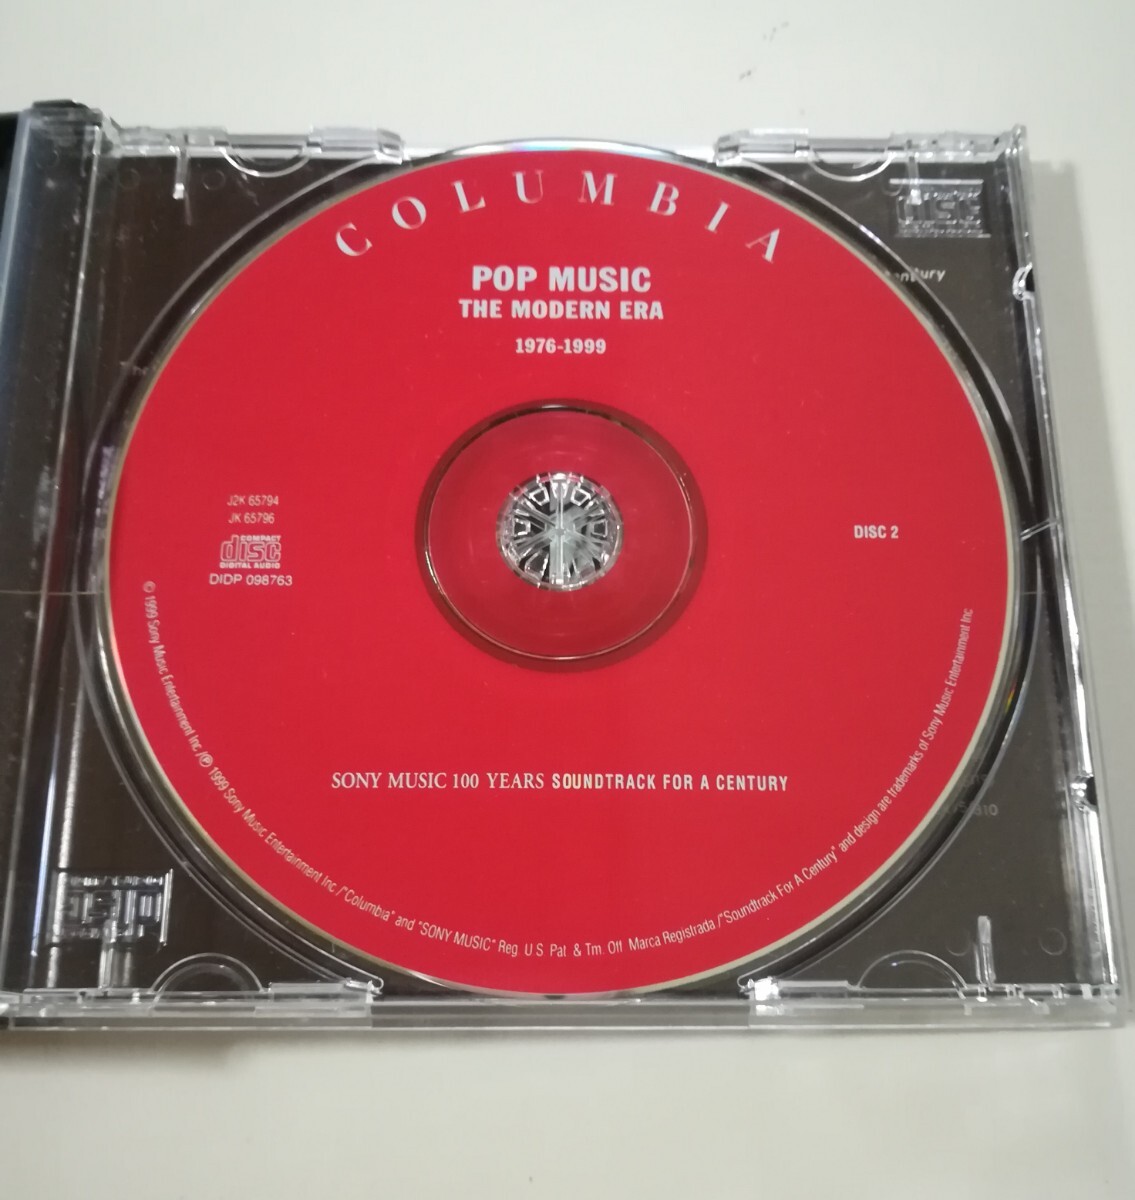 COLUMBIA
POP MUSIC
THE MODERN ERA
1976-1999
J2K 65794
JK 65796
COMPACT
disc
DIGITAL AUDIO
DIDP 098763
DISC 2
SONY MUSIC 100 YEARS SOUNDTRACK FOR A CENTURY
© 1999 Sony Music Entertainment Inc./℗ 1999 Sony Music Entertainment Inc./"Columbia" and "SONY MUSIC" Reg. U.S. Pat. & Tm. Off. Marca Registrada./"Soundtrack For A Century" and design are trademarks of Sony Music Entertainment Inc.
disc